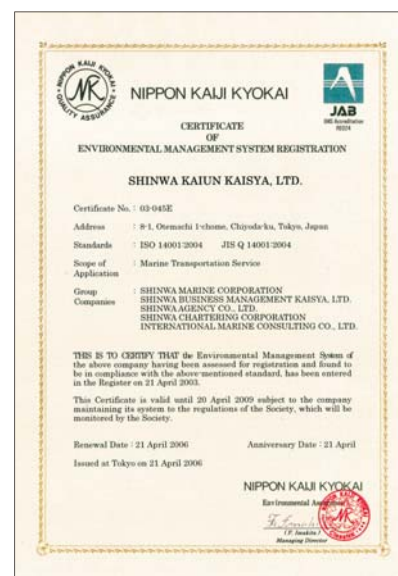 NIPPON KAIJI KYOKAI
QUALITY ASSURANCE
NK
NIPPON KAIJI KYOKAI
JAB
CERTIFICATE
OF
ENVIRONMENTAL MANAGEMENT SYSTEM REGISTRATION
SHINWA KAIUN KAISYA, LTD.
Certificate No. : 03-045E
Address : 8-1, Otemachi 1-chome, Chiyoda-ku, Tokyo, Japan
Standards : ISO 14001:2004 JIS Q 14001:2004
Scope of : Marine Transportation Service
Application
Group : SHINWA MARINE CORPORATION
Companies SHINWA BUSINESS MANAGEMENT KAISYA, LTD.
SHINWA AGENCY CO., LTD.
SHINWA CHARTERING CORPORATION
INTERNATIONAL MARINE CONSULTING CO., LTD.
THIS IS TO CERTIFY THAT the Environmental Management System of
the above company having been assessed for registration and found to
be in compliance with the above-mentioned standard, has been entered
in the Register on 21 April 2003.
This Certificate is valid until 20 April 2009 subject to the company
maintaining its system to the regulations of the Society, which will be
monitored by the Society.
Renewal Date : 21 April 2006 Anniversary Date : 21 April
Issued at Tokyo on 21 April 2006
NIPPON KAIJI KYOKAI
Environmental
Managing Director